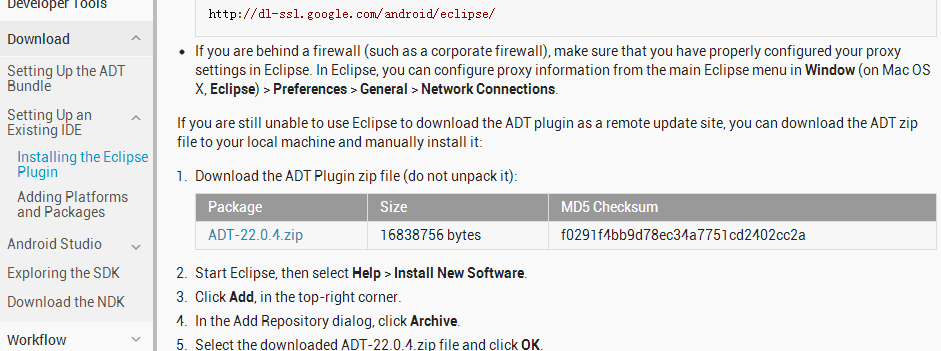 Developer Tools
Download
Setting Up the ADT
Bundle
Setting Up an
Existing IDE
Installing the Eclipse
Plugin
Adding Platforms
and Packages
Android Studio
Exploring the SDK
Download the NDK
Workflow
http://dl-ssl.google.com/android/eclipse/
• If you are behind a firewall (such as a corporate firewall), make sure that you have properly configured your proxy
settings in Eclipse. In Eclipse, you can configure proxy information from the main Eclipse menu in Window (on Mac OS
X, Eclipse) > Preferences > General > Network Connections.
If you are still unable to use Eclipse to download the ADT plugin as a remote update site, you can download the ADT zip
file to your local machine and manually install it:
1. Download the ADT Plugin zip file (do not unpack it):
Package Size MD5 Checksum
ADT-22.0.4.zip 16838756 bytes f0291f4bb9d78ec34a7751cd2402cc2a
2. Start Eclipse, then select Help > Install New Software.
3. Click Add, in the top-right corner.
4. In the Add Repository dialog, click Archive.
5. Select the downloaded ADT-22.0.4.zip file and click OK.